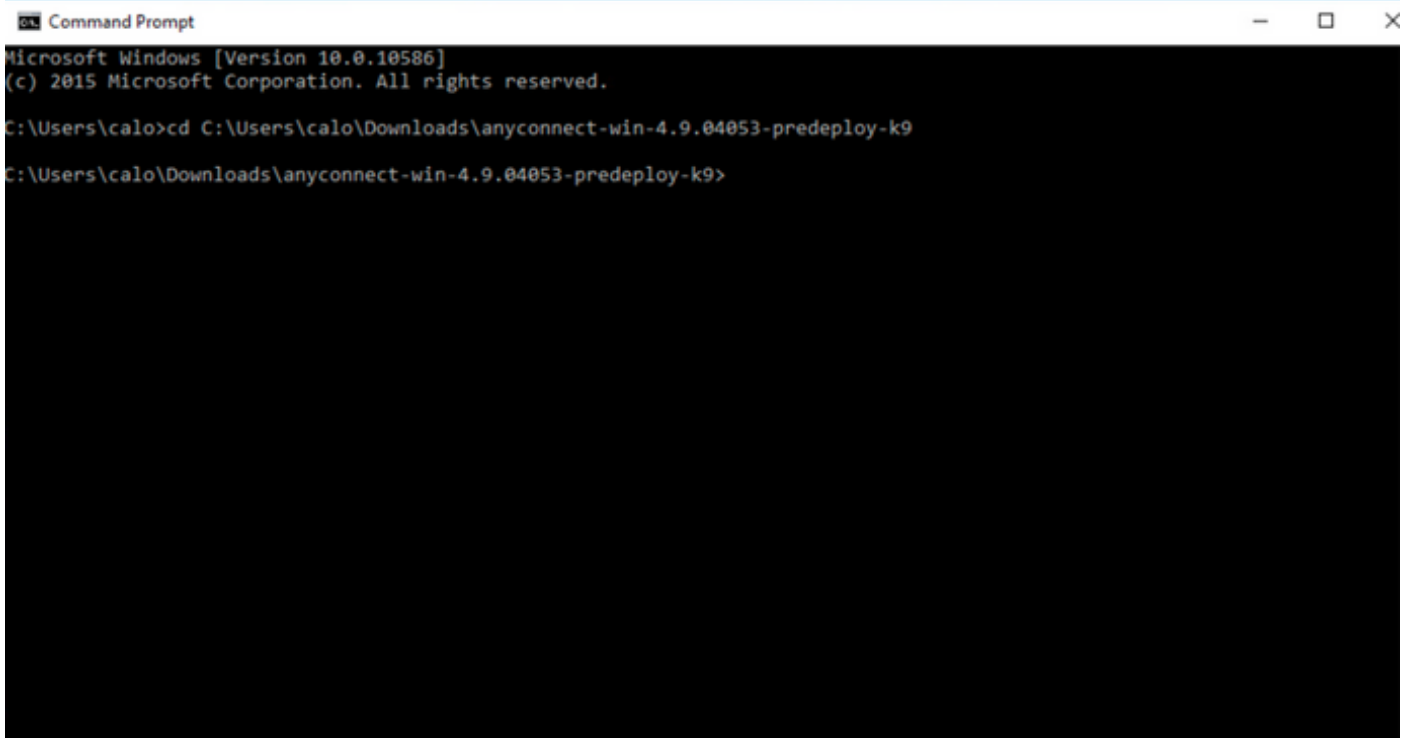 Command Prompt
Microsoft Windows [Version 10.0.10586]
(c) 2015 Microsoft Corporation. All rights reserved.
C:\Users\calo>cd C:\Users\calo\Downloads\anyconnect-win-4.9.04053-predeploy-k9
C:\Users\calo\Downloads\anyconnect-win-4.9.04053-predeploy-k9>